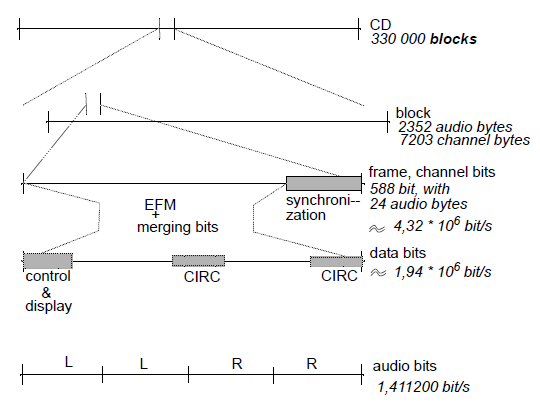 CD
330 000 blocks
block
2352 audio bytes
7203 channel bytes
frame, channel bits
588 bit, with
24 audio bytes
≈ 4,32 * 10⁶ bit/s
synchroni--
zation
EFM
+
merging bits
data bits
≈ 1,94 * 10⁶ bit/s
control
&
display
CIRC
CIRC
L L R R
audio bits
1,411200 bit/s